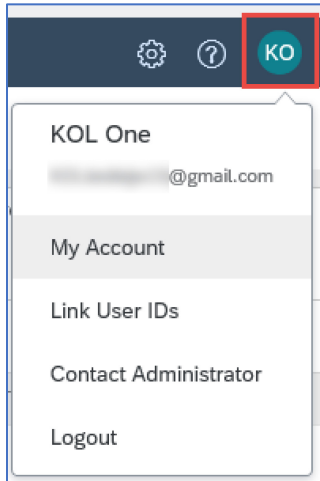 KO
KOL One
@gmail.com
My Account
Link User IDs
Contact Administrator
Logout